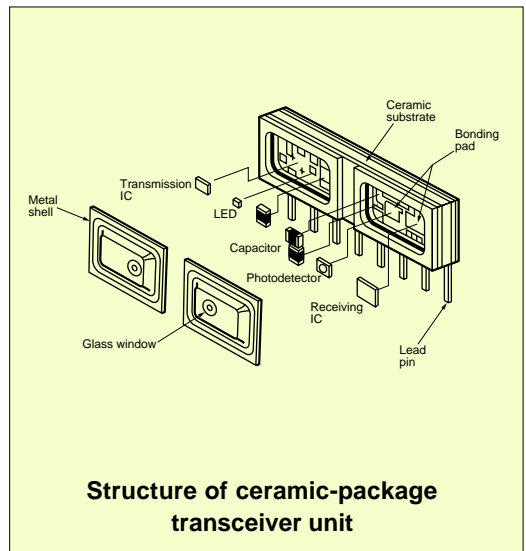 Ceramic
substrate
Bonding
pad
Transmission
IC
Metal
shell
LED
Capacitor
Photodetector
Receiving
IC
Glass window
Lead
pin
Structure of ceramic-package
transceiver unit